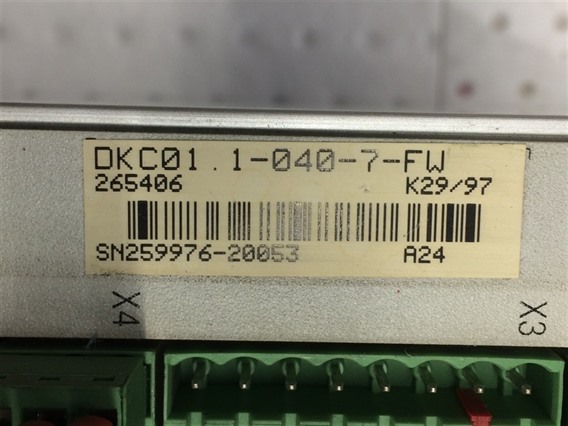 DKC01.1-040-7-FW
265406 K29/97
SN259976-20053 A24
X4 X3